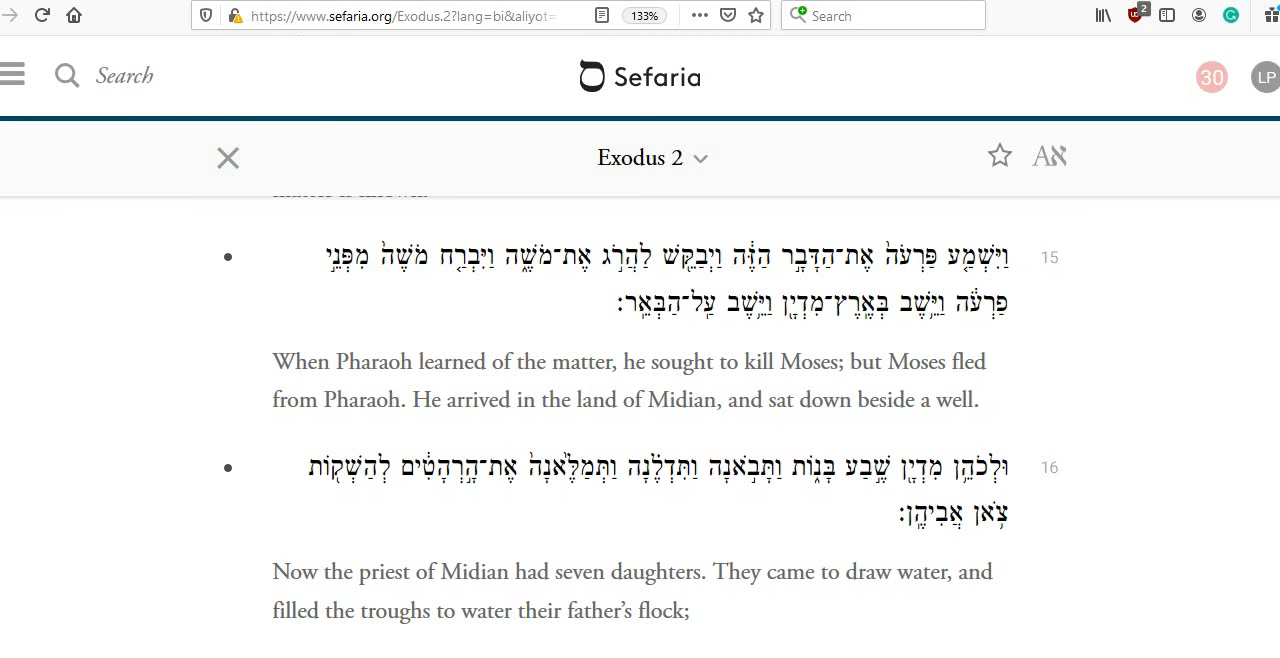 https://www.sefaria.org/Exodus.2?lang=bi&aliyot=
133%
Search
2
Search
Sefaria
30
LP
Exodus 2
Aא
וַיִּשְׁמַ֤ע פַּרְעֹה֙ אֶת־הַדָּבָ֣ר הַזֶּ֔ה וַיְבַקֵּ֖שׁ לַהֲרֹ֣ג אֶת־מֹשֶׁ֑ה וַיִּבְרַ֤ח מֹשֶׁה֙ מִפְּנֵ֣י 15
פַרְעֹ֔ה וַיֵּ֥שֶׁב בְּאֶֽרֶץ־מִדְיָ֖ן וַיֵּ֥שֶׁב עַֽל־הַבְּאֵֽר׃
When Pharaoh learned of the matter, he sought to kill Moses; but Moses fled
from Pharaoh. He arrived in the land of Midian, and sat down beside a well.
וּלְכֹהֵ֥ן מִדְיָ֖ן שֶׁ֣בַע בָּנ֑וֹת וַתָּבֹ֣אנָה וַתִּדְלֶ֗נָה וַתְּמַלֶּ֙אנָה֙ אֶת־הָ֣רְהָטִ֔ים לְהַשְׁק֖וֹת 16
צֹ֥אן אֲבִיהֶֽן׃
Now the priest of Midian had seven daughters. They came to draw water, and
filled the troughs to water their father’s flock;